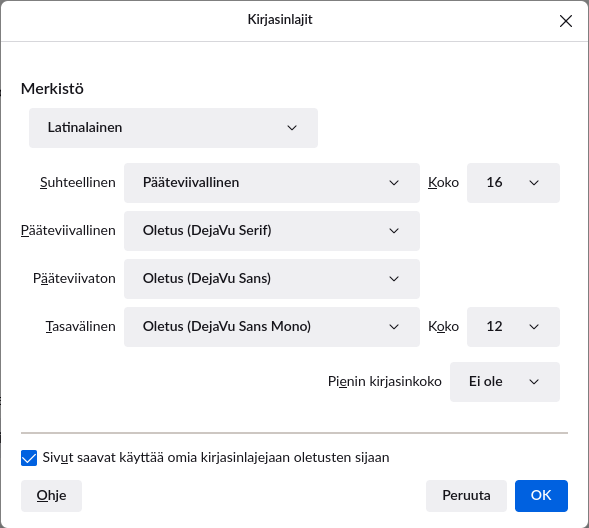 Kirjasinlajit
Merkistö
Latinalainen
Suhteellinen Pääteviivallinen Koko 16
Pääteviivallinen Oletus (DejaVu Serif)
Pääteviivaton Oletus (DejaVu Sans)
Tasavälinen Oletus (DejaVu Sans Mono) Koko 12
Pienin kirjasinkoko Ei ole
Sivut saavat käyttää omia kirjasinlajejaan oletusten sijaan
Ohje Peruuta OK